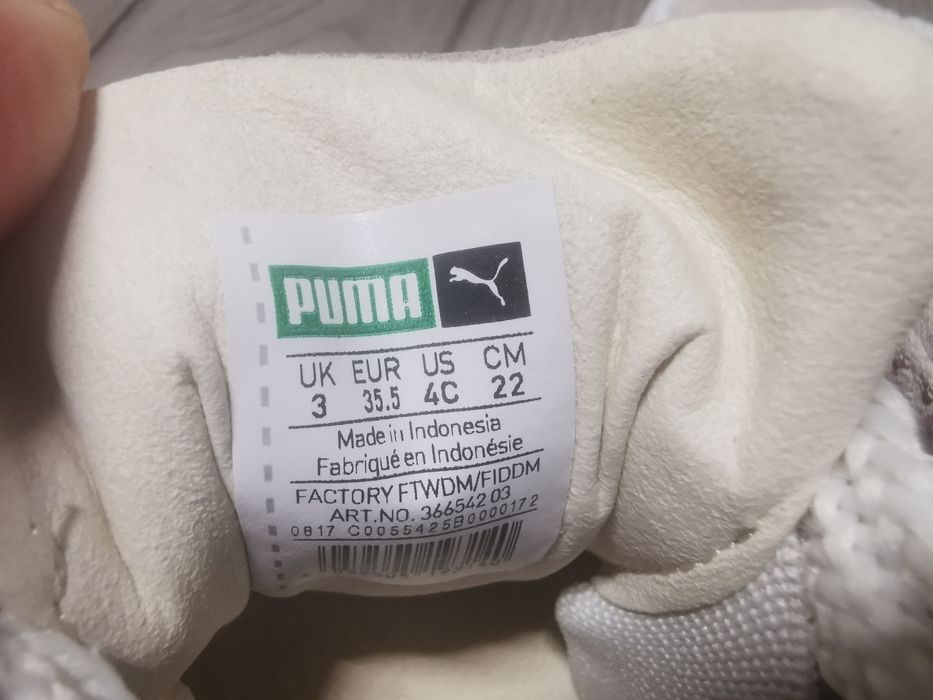 PUMA
UK EUR US CM
3 35.5 4C 22
Made in Indonesia
Fabriqué en Indonésie
FACTORY FTWDM/FIDDM
ART.NO. 366542 03
0817 C0055425B0000172